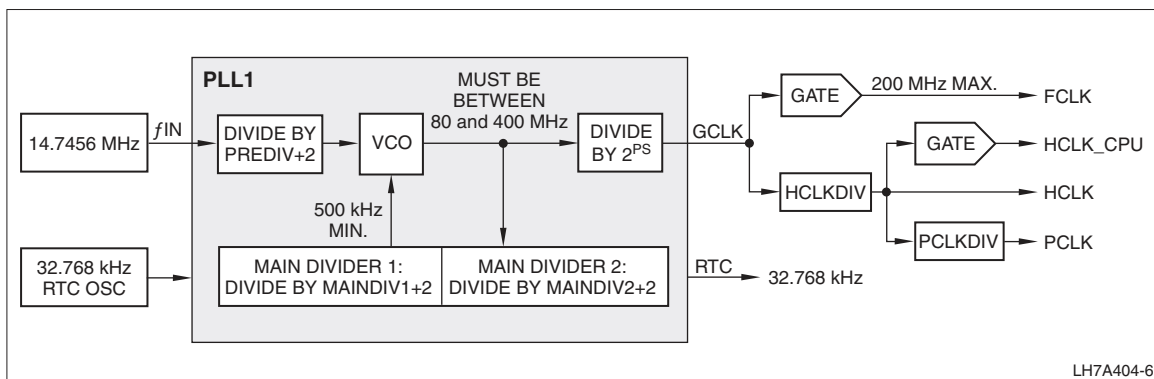 PLL1
MUST BE
BETWEEN
80 and 400 MHz
200 MHz MAX.
GATE
FCLK
14.7456 MHz
ƒIN
DIVIDE BY
PREDIV+2
VCO
DIVIDE
BY 2^PS
GCLK
GATE
HCLK_CPU
HCLKDIV
HCLK
500 kHz
MIN.
PCLKDIV
PCLK
32.768 kHz
RTC OSC
MAIN DIVIDER 1:
DIVIDE BY MAINDIV1+2
MAIN DIVIDER 2:
DIVIDE BY MAINDIV2+2
RTC
32.768 kHz
LH7A404-6